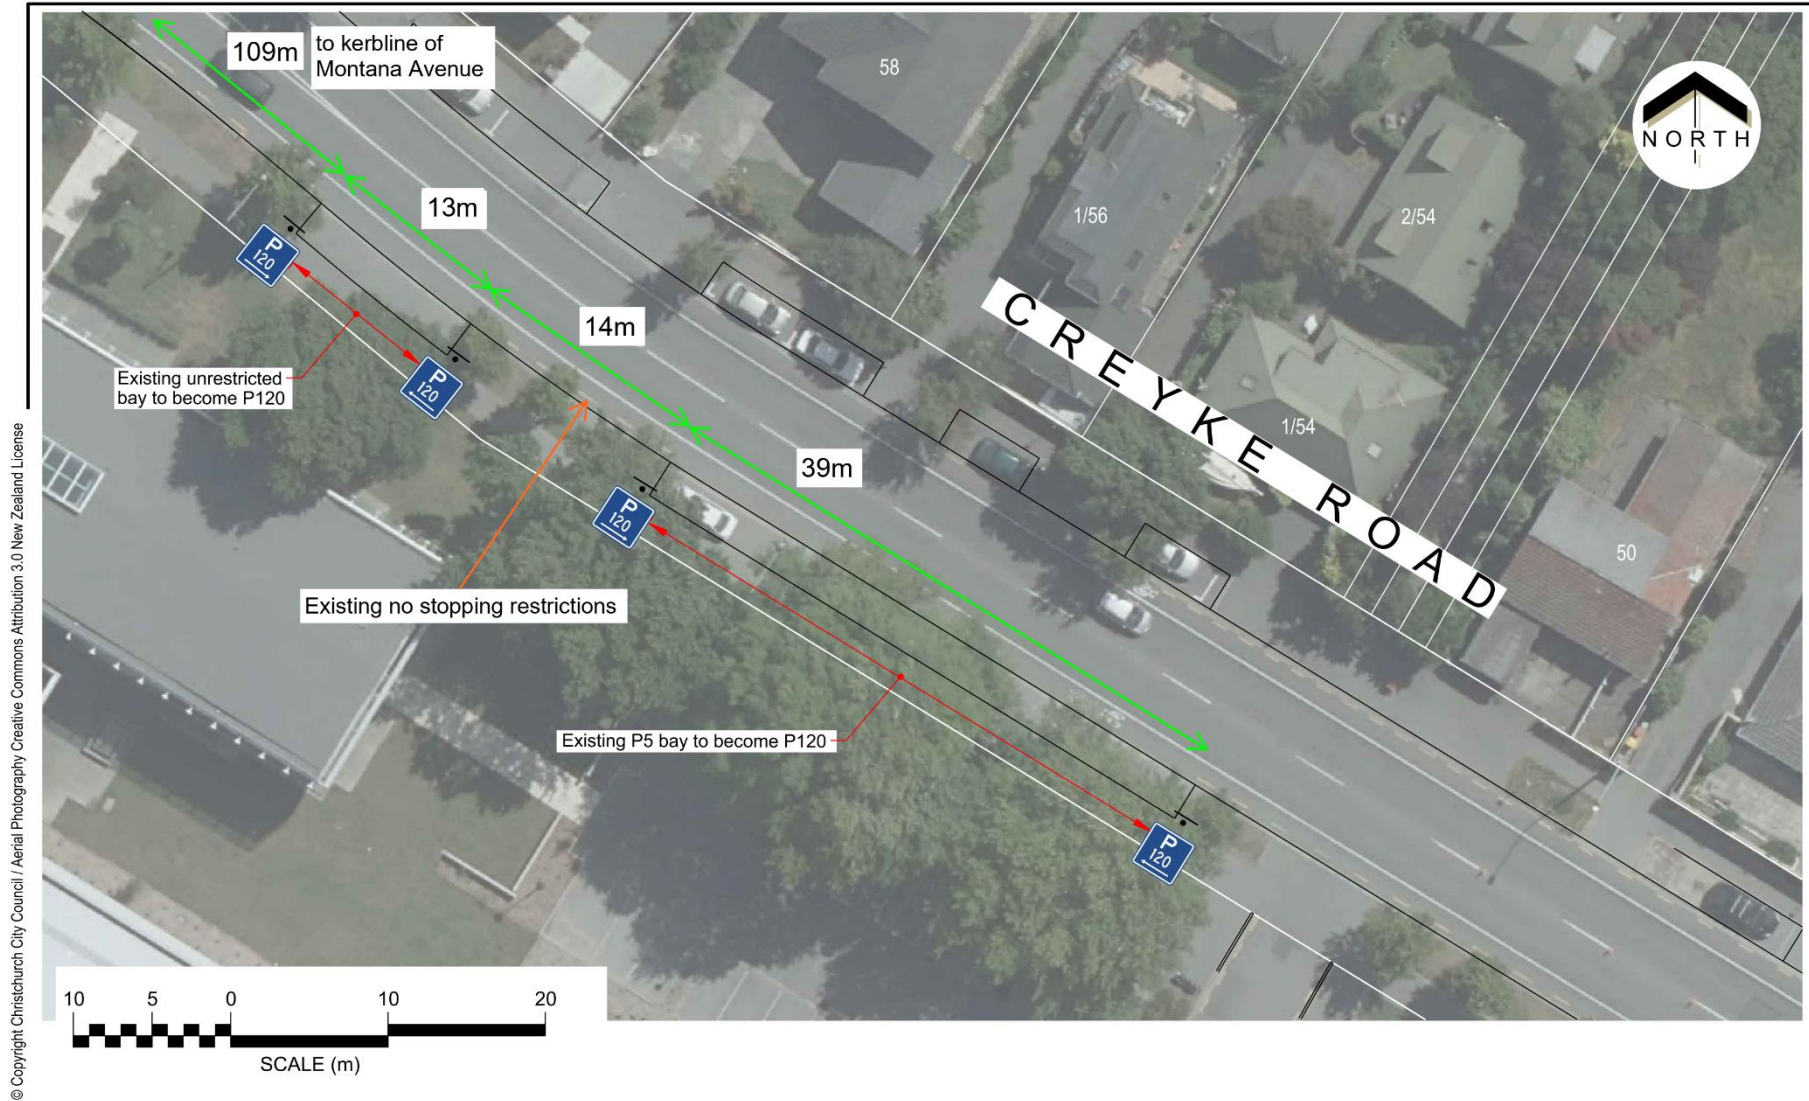 109m
to kerbline of
Montana Avenue
58
NORTH
13m
1/56
2/54
P
120
14m
CREYKE ROAD
Existing unrestricted
bay to become P120
P
120
1/54
39m
P
120
50
Existing no stopping restrictions
Existing P5 bay to become P120
P
120
10 5 0 10 20
SCALE (m)
© Copyright Christchurch City Council / Aerial Photography Creative Commons Attribution 3.0 New Zealand License